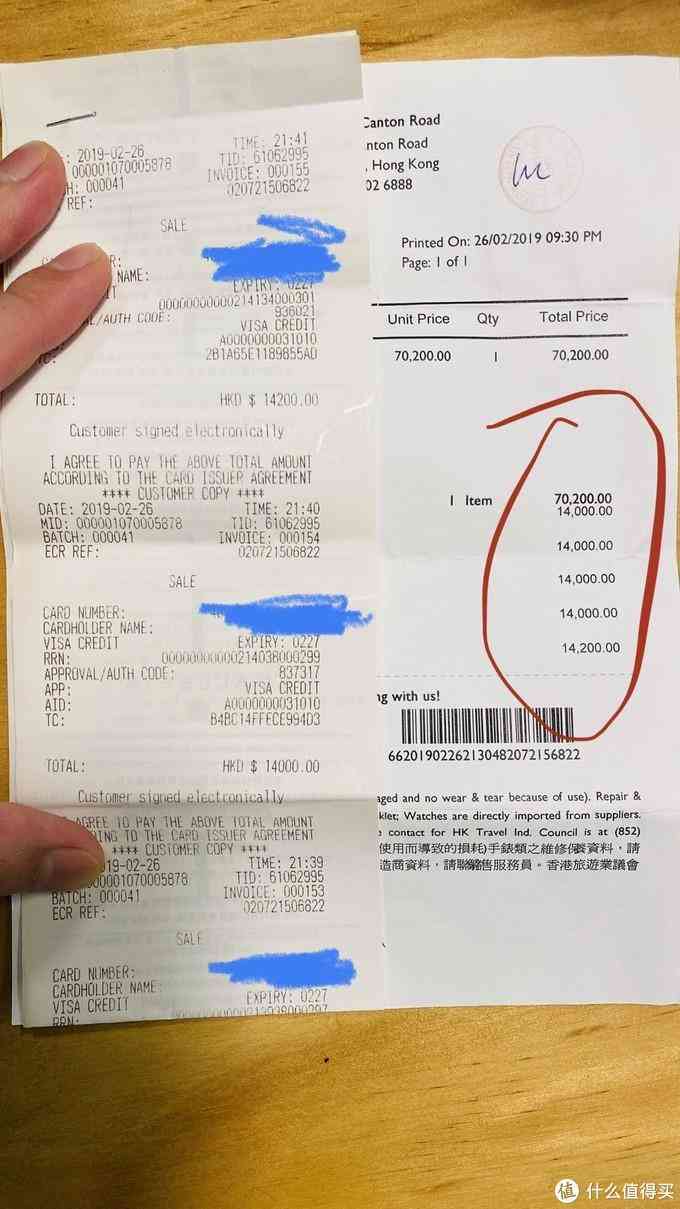 TIME: 21:41
: 2019-02-26
TID: 61062995
000001070005878
INVOICE: 000155
H: 000041
020721506822
REF:
SALE
R:
NAME:
EXPIRY: 0227
IT
0000000000214134000301
AL/AUTH CODE:
936021
VISA CREDIT
A0000000031010
TC:
2B1A65E1189855AD
TOTAL:
HKD $ 14200.00
Customer signed electronically
I AGREE TO PAY THE ABOVE TOTAL AMOUNT
ACCORDING TO THE CARD ISSUER AGREEMENT
**** CUSTOMER COPY ****
DATE: 2019-02-26
TIME: 21:40
MID: 000001070005878
TID: 61062995
BATCH: 000041
INVOICE: 000154
ECR REF:
020721506822
SALE
CARD NUMBER:
CARDHOLDER NAME:
VISA CREDIT
EXPIRY: 0227
RRN:
0000000000214038000299
APPROVAL/AUTH CODE:
837317
APP:
VISA CREDIT
AID:
A0000000031010
TC:
B4BC14FFECE994D3
TOTAL:
HKD $ 14000.00
Customer signed electronically
AGREE TO PAY THE ABOVE TOTAL AMOUNT
DING TO THE CARD ISSUER AGREEMENT
**** CUSTOMER COPY ****
19-02-26
TIME: 21:39
000001070005878
TID: 61062995
BATCH: 000041
INVOICE: 000153
ECR REF:
020721506822
SALE
CARD NUMBER:
CARDHOLDER NAME:
VISA CREDIT
EXPIRY: 0227
RRN:
Canton Road
nton Road
, Hong Kong
02 6888
Printed On: 26/02/2019 09:30 PM
Page: 1 of 1
Unit Price Qty Total Price
70,200.00 1 70,200.00
1 Item 70,200.00
14,000.00
14,000.00
14,000.00
14,000.00
14,200.00
ng with us!
66201902262130482072156822
aged and no wear & tear because of use). Repair &
klet; Watches are directly imported from suppliers.
e contact for HK Travel Ind. Council is at (852)
使用而導致的損耗)手錶類之維修保養資料，請
造商資料，請聯絡售服務員。香港旅遊業議會
值 什么值得买